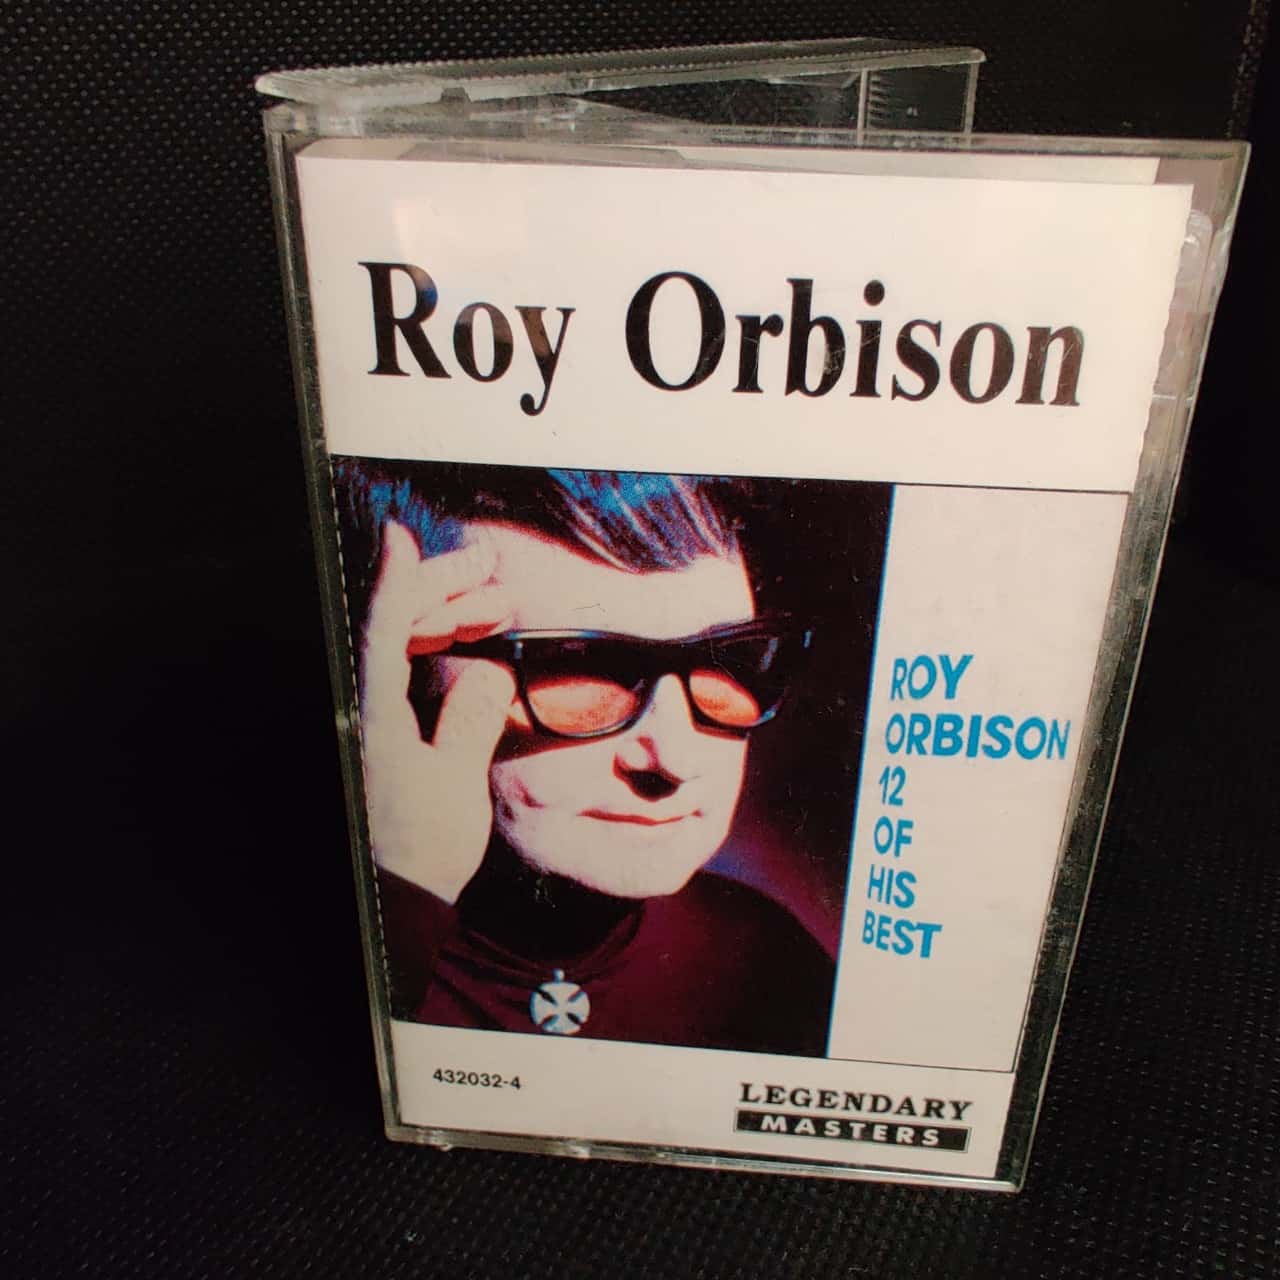 Roy Orbison
ROY
ORBISON
12
OF
HIS
BEST
432032-4
LEGENDARY
MASTERS